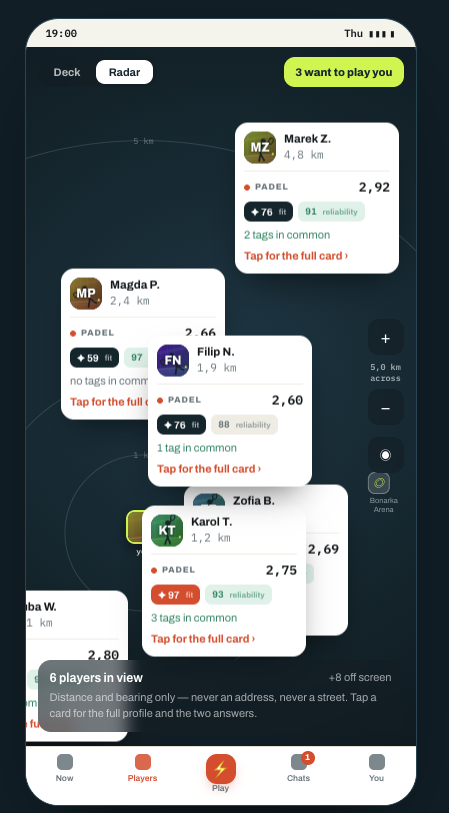 19:00
Thu
Deck
Radar
3 want to play you
5 km
MZ
Marek Z.
4,8 km
PADEL
2,92
76 fit
91 reliability
2 tags in common
Tap for the full card ›
MP
Magda P.
2,4 km
PADEL
2,66
59 fit
97
no tags in comm
Tap for the full c
FN
Filip N.
1,9 km
PADEL
2,60
76 fit
88 reliability
1 tag in common
Tap for the full card ›
+
5,0 km
across
−
Bonarka
Arena
1 k
Zofia B.
2,69
KT
Karol T.
1,2 km
PADEL
2,75
97 fit
93 reliability
3 tags in common
Tap for the full card ›
uba W.
1 km
2,80
6 players in view
+8 off screen
Distance and bearing only — never an address, never a street. Tap a
card for the full profile and the two answers.
Now
Players
Play
Chats
1
You